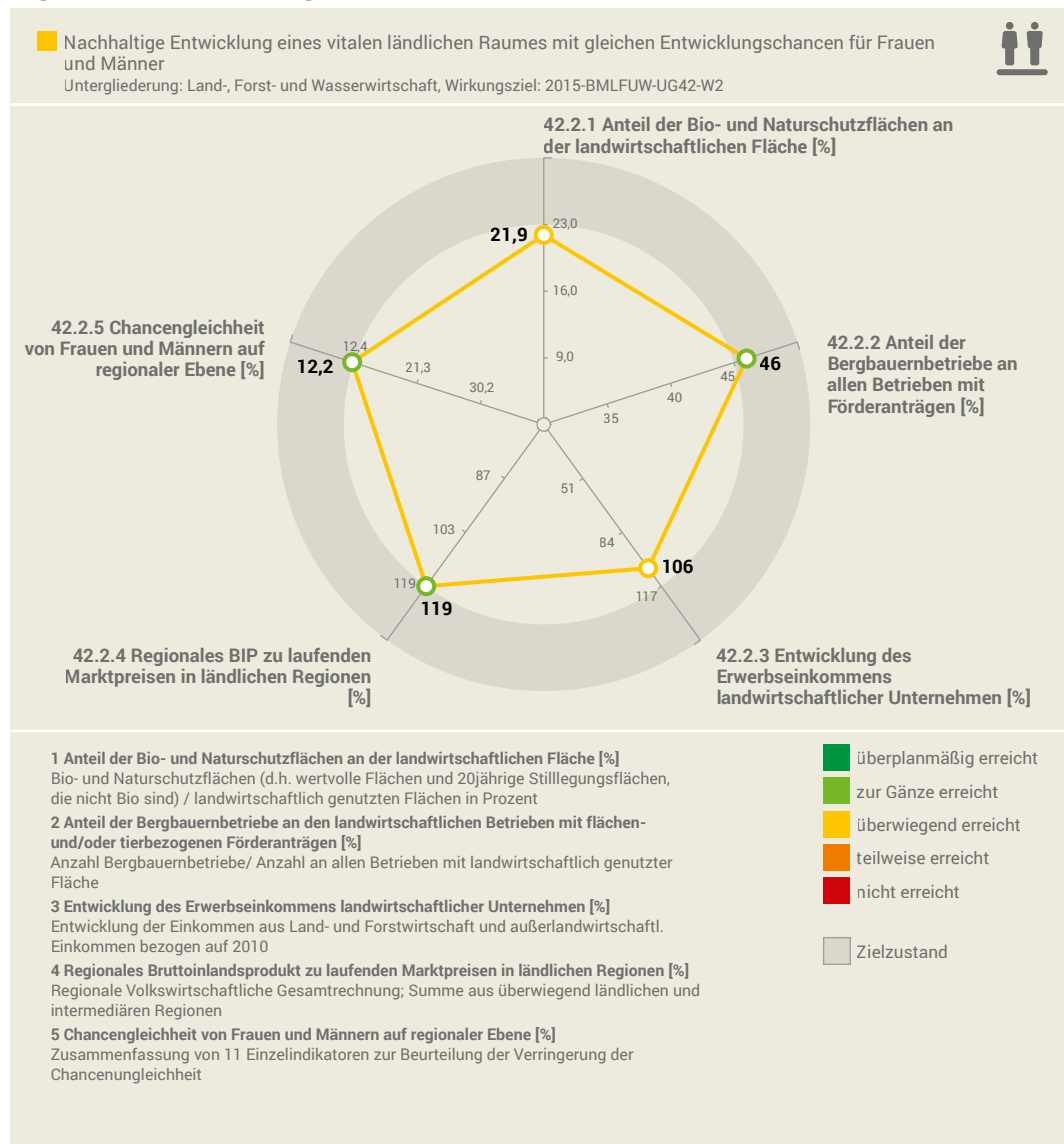 Nachhaltige Entwicklung eines vitalen ländlichen Raumes mit gleichen Entwicklungschancen für Frauen
und Männer
Untergliederung: Land-, Forst- und Wasserwirtschaft, Wirkungsziel: 2015-BMLFUW-UG42-W2
42.2.1 Anteil der Bio- und Naturschutzflächen an
der landwirtschaftlichen Fläche [%]
23,0
21,9
16,0
9,0
42.2.5 Chancengleichheit
von Frauen und Männern auf
regionaler Ebene [%]
12,4
12,2
21,3
30,2
42.2.2 Anteil der
Bergbauernbetriebe an
allen Betrieben mit
Förderanträgen [%]
46
45
40
35
87
103
119
119
51
84
106
117
42.2.4 Regionales BIP zu laufenden
Marktpreisen in ländlichen Regionen
[%]
42.2.3 Entwicklung des
Erwerbseinkommens
landwirtschaftlicher Unternehmen [%]
1 Anteil der Bio- und Naturschutzflächen an der landwirtschaftlichen Fläche [%]
Bio- und Naturschutzflächen (d.h. wertvolle Flächen und 20jährige Stilllegungsflächen,
die nicht Bio sind) / landwirtschaftlich genutzten Flächen in Prozent
2 Anteil der Bergbauernbetriebe an den landwirtschaftlichen Betrieben mit flächen-
und/oder tierbezogenen Förderanträgen [%]
Anzahl Bergbauernbetriebe/ Anzahl an allen Betrieben mit landwirtschaftlich genutzter
Fläche
3 Entwicklung des Erwerbseinkommens landwirtschaftlicher Unternehmen [%]
Entwicklung der Einkommen aus Land- und Forstwirtschaft und außerlandwirtschaftl.
Einkommen bezogen auf 2010
4 Regionales Bruttoinlandsprodukt zu laufenden Marktpreisen in ländlichen Regionen [%]
Regionale Volkswirtschaftliche Gesamtrechnung; Summe aus überwiegend ländlichen und
intermediären Regionen
5 Chancengleichheit von Frauen und Männern auf regionaler Ebene [%]
Zusammenfassung von 11 Einzelindikatoren zur Beurteilung der Verringerung der
Chancenungleichheit
überplanmäßig erreicht
zur Gänze erreicht
überwiegend erreicht
teilweise erreicht
nicht erreicht
Zielzustand